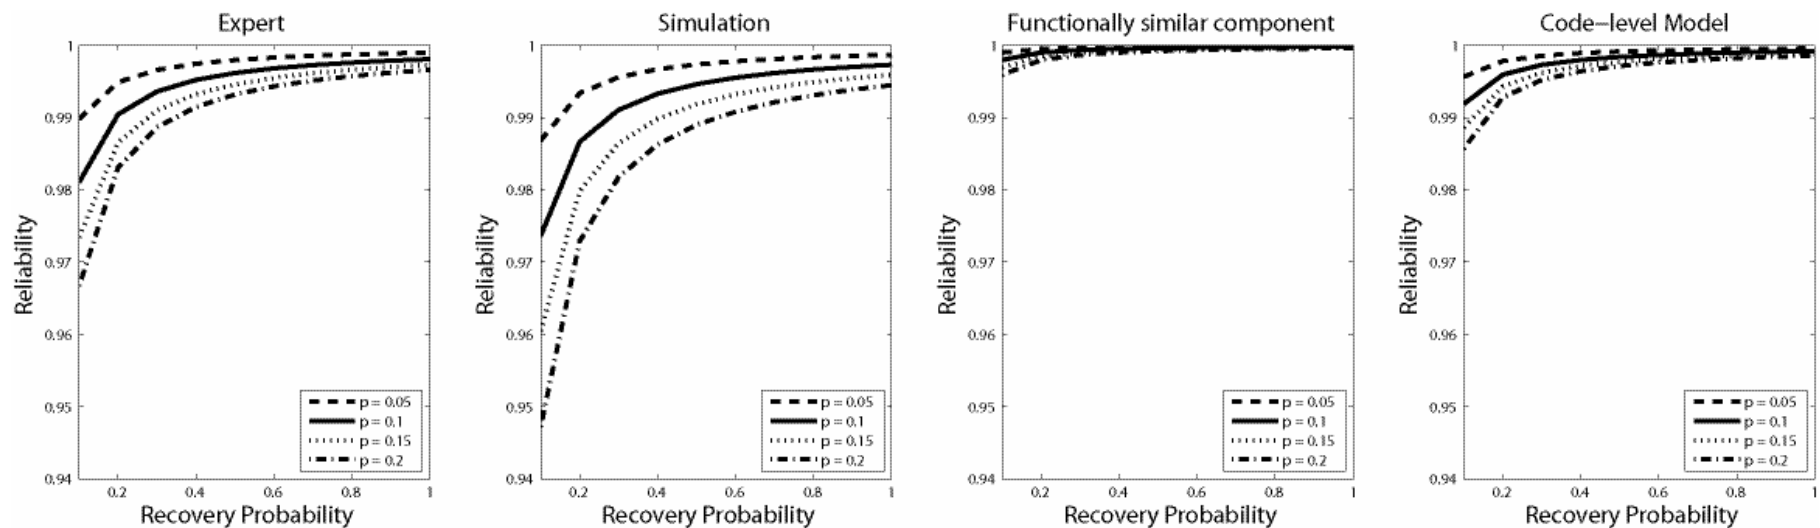 Expert
Reliability
1
0.99
0.98
0.97
0.96
0.95
0.94
0.2
0.4
0.6
0.8
1
Recovery Probability
p = 0.05
p = 0.1
p = 0.15
p = 0.2
Simulation
Reliability
1
0.99
0.98
0.97
0.96
0.95
0.94
0.2
0.4
0.6
0.8
1
Recovery Probability
p = 0.05
p = 0.1
p = 0.15
p = 0.2
Functionally similar component
Reliability
1
0.99
0.98
0.97
0.96
0.95
0.94
0.2
0.4
0.6
0.8
1
Recovery Probability
p = 0.05
p = 0.1
p = 0.15
p = 0.2
Code−level Model
Reliability
1
0.99
0.98
0.97
0.96
0.95
0.94
0.2
0.4
0.6
0.8
1
Recovery Probability
p = 0.05
p = 0.1
p = 0.15
p = 0.2